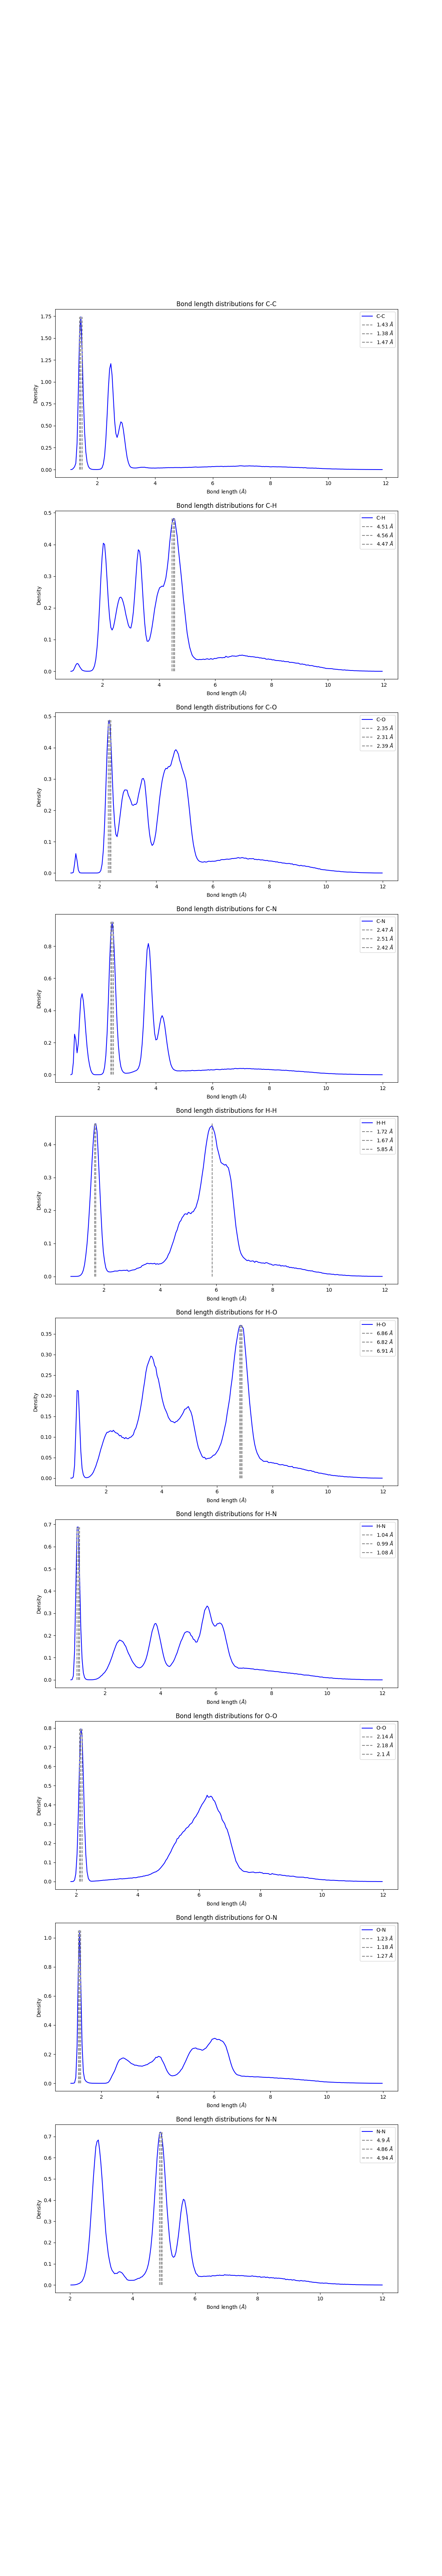 Bond length distributions for C-C
C-C
1.43 Å
1.38 Å
1.47 Å
1.75
1.50
1.25
1.00
0.75
0.50
0.25
0.00
Density
2 4 6 8 10 12
Bond length (Å)
Bond length distributions for C-H
C-H
4.51 Å
4.56 Å
4.47 Å
0.5
0.4
0.3
0.2
0.1
0.0
Density
2 4 6 8 10 12
Bond length (Å)
Bond length distributions for C-O
C-O
2.35 Å
2.31 Å
2.39 Å
0.5
0.4
0.3
0.2
0.1
0.0
Density
2 4 6 8 10 12
Bond length (Å)
Bond length distributions for C-N
C-N
2.47 Å
2.51 Å
2.42 Å
0.8
0.6
0.4
0.2
0.0
Density
2 4 6 8 10 12
Bond length (Å)
Bond length distributions for H-H
H-H
1.72 Å
1.67 Å
5.85 Å
0.4
0.3
0.2
0.1
0.0
Density
2 4 6 8 10 12
Bond length (Å)
Bond length distributions for H-O
H-O
6.86 Å
6.82 Å
6.91 Å
0.35
0.30
0.25
0.20
0.15
0.10
0.05
0.00
Density
2 4 6 8 10 12
Bond length (Å)
Bond length distributions for H-N
H-N
1.04 Å
0.99 Å
1.08 Å
0.7
0.6
0.5
0.4
0.3
0.2
0.1
0.0
Density
2 4 6 8 10 12
Bond length (Å)
Bond length distributions for O-O
O-O
2.14 Å
2.18 Å
2.1 Å
0.8
0.7
0.6
0.5
0.4
0.3
0.2
0.1
0.0
Density
2 4 6 8 10 12
Bond length (Å)
Bond length distributions for O-N
O-N
1.23 Å
1.18 Å
1.27 Å
1.0
0.8
0.6
0.4
0.2
0.0
Density
2 4 6 8 10 12
Bond length (Å)
Bond length distributions for N-N
N-N
4.9 Å
4.86 Å
4.94 Å
0.7
0.6
0.5
0.4
0.3
0.2
0.1
0.0
Density
2 4 6 8 10 12
Bond length (Å)